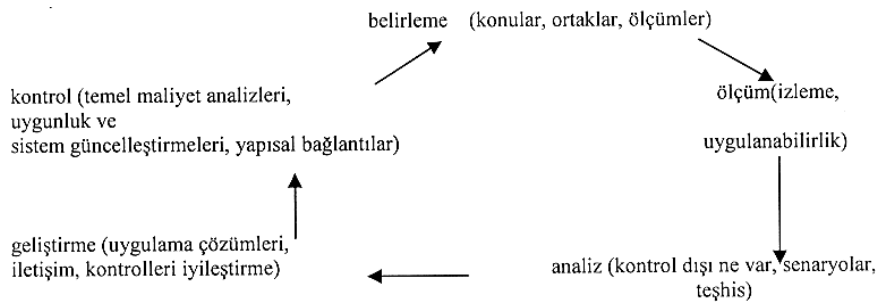 belirleme (konular, ortaklar, ölçümler)
kontrol (temel maliyet analizleri,
uygunluk ve
sistem güncelleştirmeleri, yapısal bağlantılar)
ölçüm(izleme,
uygulanabilirlik)
geliştirme (uygulama çözümleri,
iletişim, kontrolleri iyileştirme)
analiz (kontrol dışı ne var, senaryolar,
teşhis)